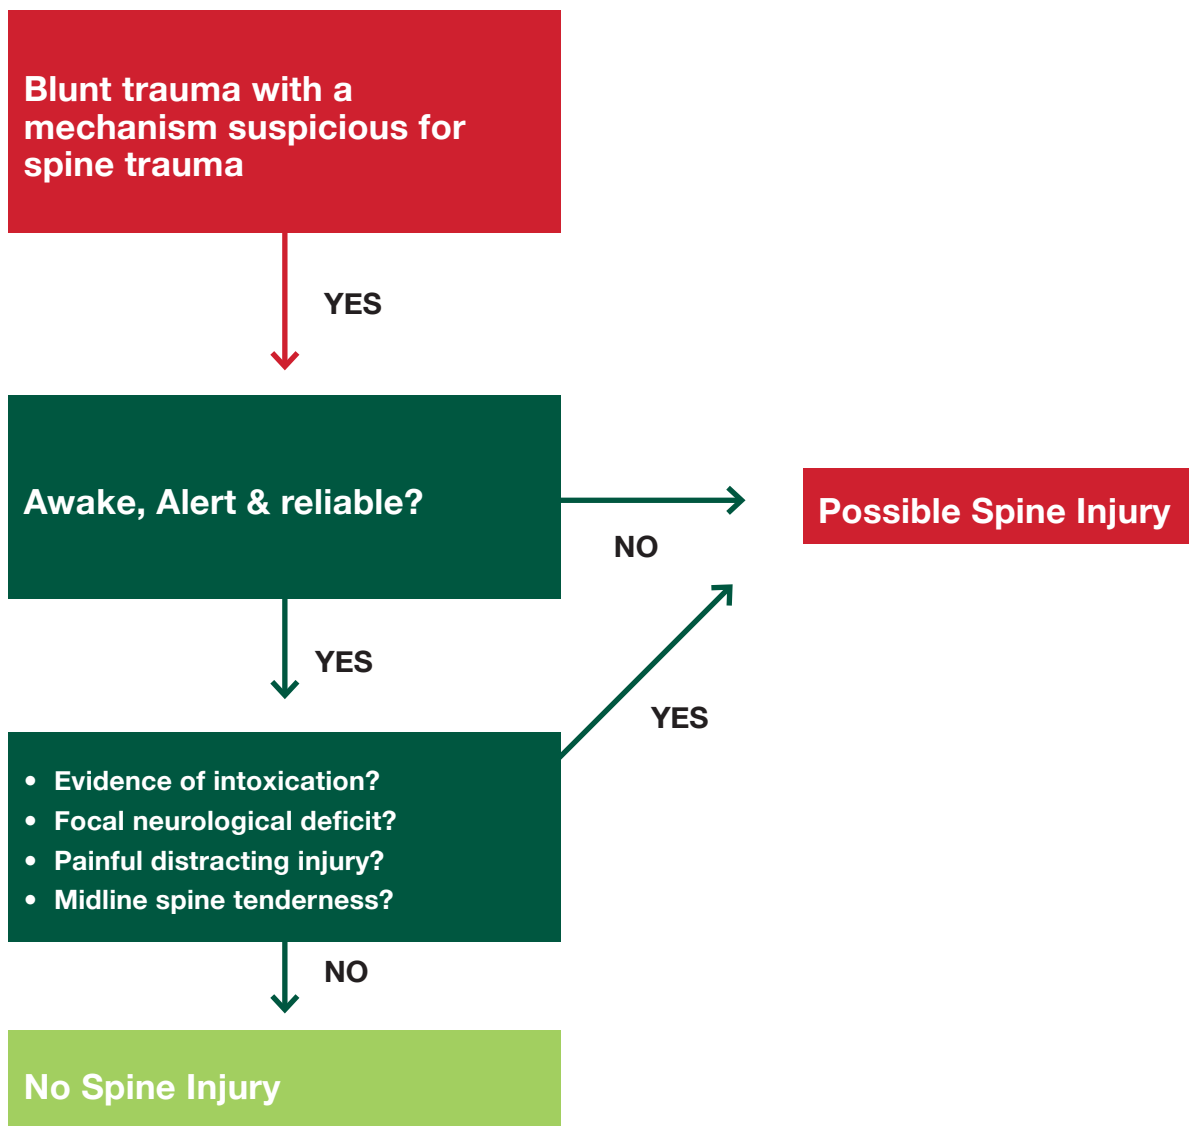 Blunt trauma with a
mechanism suspicious for
spine trauma
YES
Awake, Alert & reliable?
NO
Possible Spine Injury
YES
YES
• Evidence of intoxication?
• Focal neurological deficit?
• Painful distracting injury?
• Midline spine tenderness?
NO
No Spine Injury